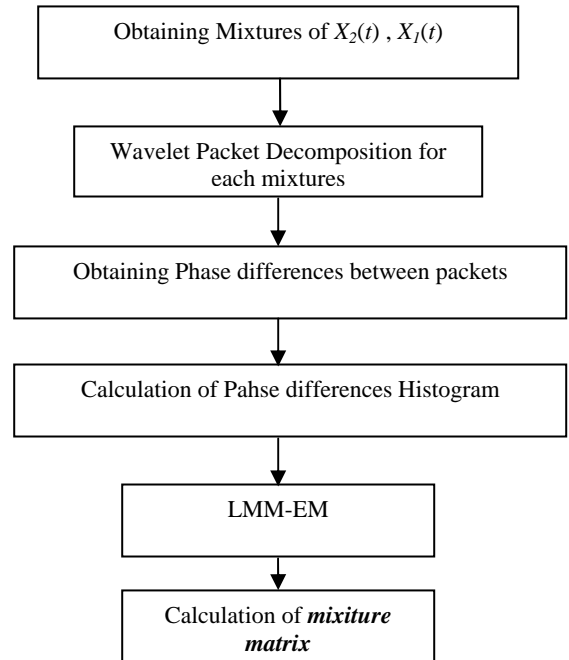 Obtaining Mixtures of X2(t) , X1(t)
Wavelet Packet Decomposition for
each mixtures
Obtaining Phase differences between packets
Calculation of Pahse differences Histogram
LMM-EM
Calculation of mixiture
matrix